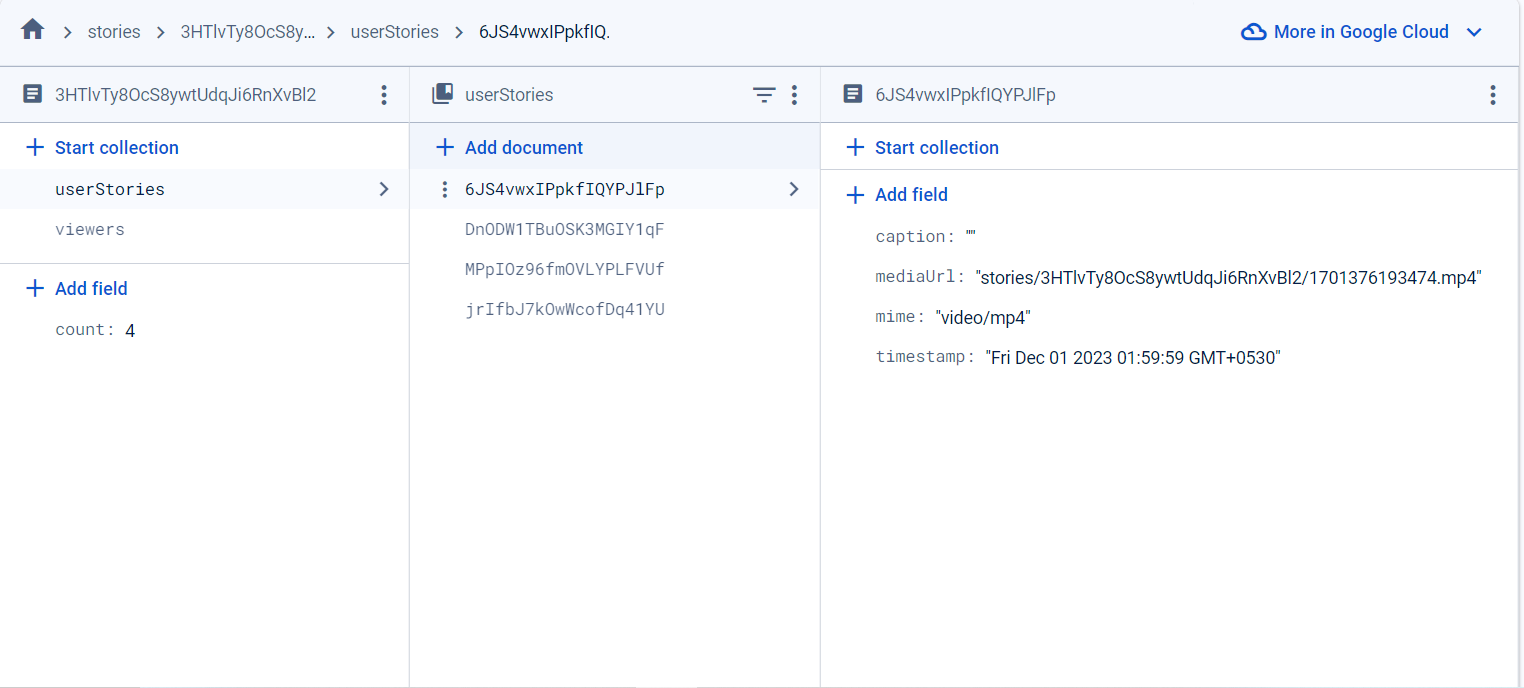 stories 3HTlvTy8OcS8y... userStories 6JS4vwxIPpkfIQ. More in Google Cloud
3HTlvTy8OcS8ywtUdqJi6RnXvBl2
Start collection
userStories
viewers
Add field
count: 4
userStories
Add document
6JS4vwxIPpkfIQYPJlFp
DnODW1TBuOSK3MGIY1qF
MPpIOz96fmOVLYPLFVUf
jrIfbJ7kOwWcofDq41YU
6JS4vwxIPpkfIQYPJlFp
Start collection
Add field
caption: ""
mediaUrl: "stories/3HTlvTy8OcS8ywtUdqJi6RnXvBl2/1701376193474.mp4"
mime: "video/mp4"
timestamp: "Fri Dec 01 2023 01:59:59 GMT+0530"